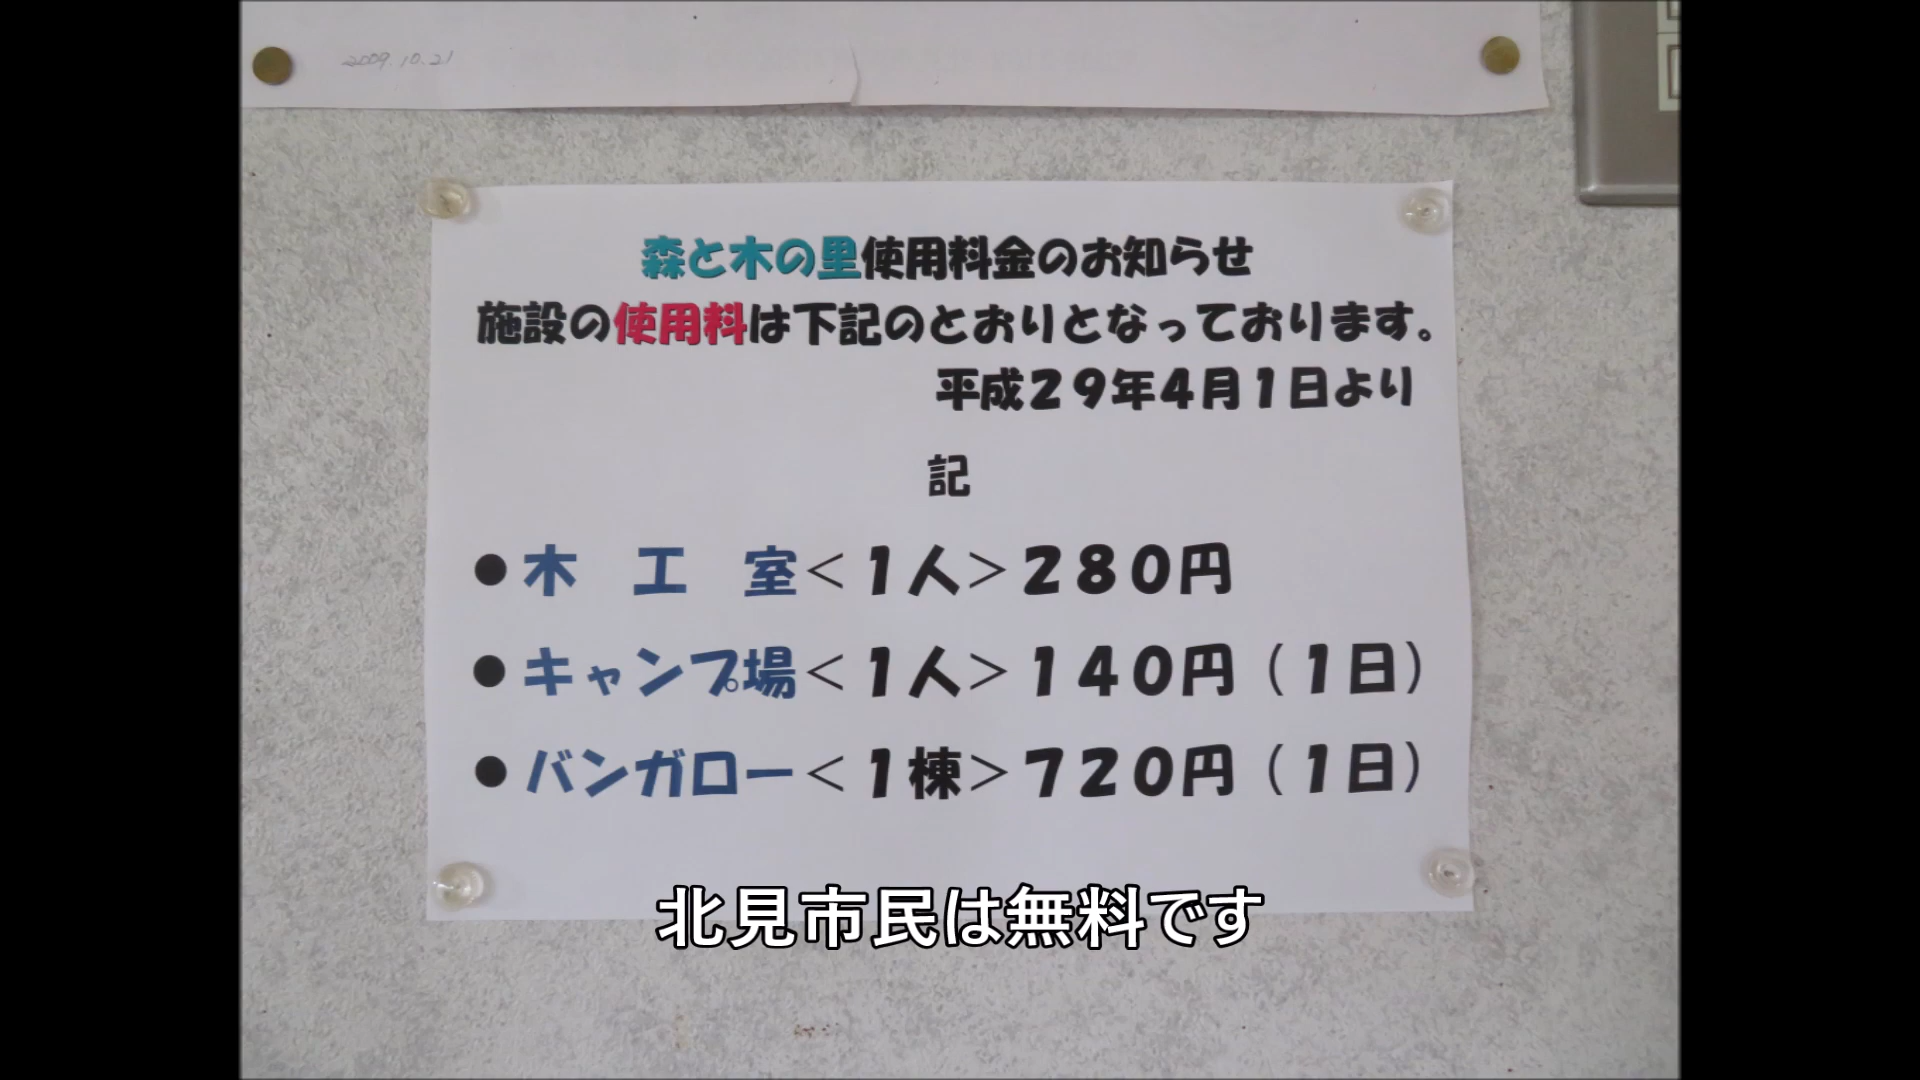 2009.10.21
森と木の里使用料金のお知らせ
施設の使用料は下記のとおりとなっております。
平成29年4月1日より
記
●木　工　室＜1人＞280円
●キャンプ場＜1人＞140円（1日）
●バンガロー＜1棟＞720円（1日）
北見市民は無料です